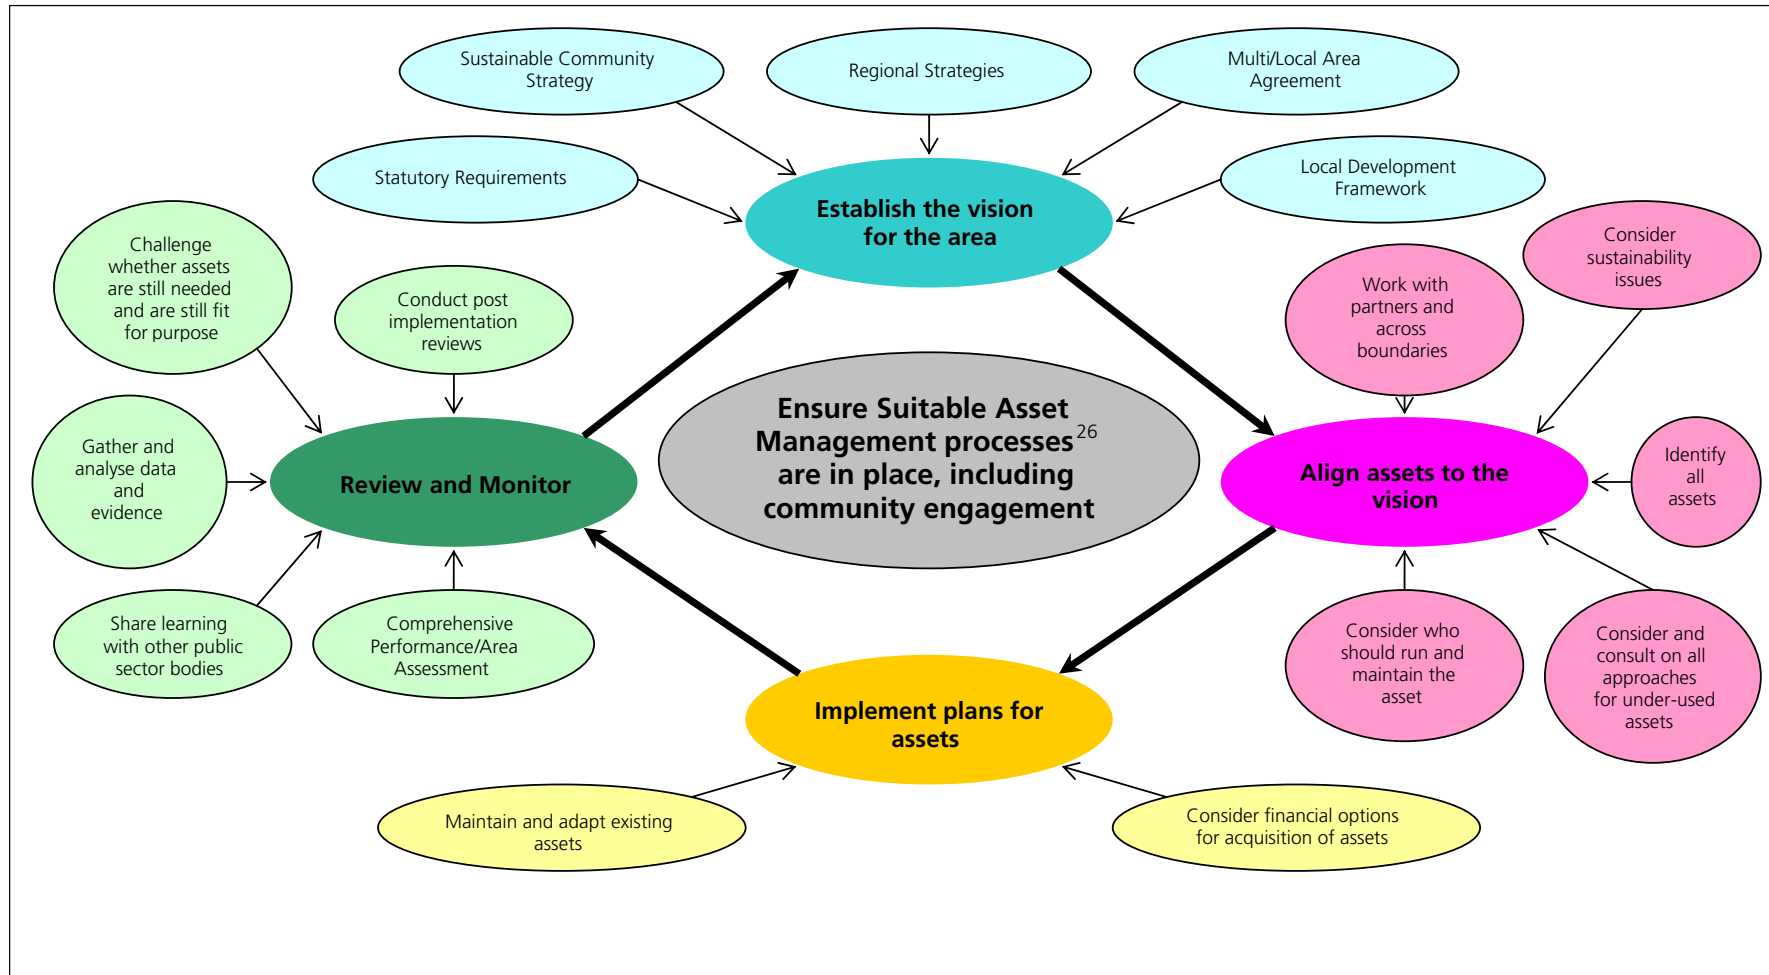 Sustainable Community
Strategy
Regional Strategies
Multi/Local Area
Agreement
Statutory Requirements
Local Development
Framework
Establish the vision
for the area
Challenge
whether assets
are still needed
and are still fit
for purpose
Conduct post
implementation
reviews
Work with
partners and
across
boundaries
Consider
sustainability
issues
Gather and
analyse data
and
evidence
Review and Monitor
Ensure Suitable Asset
Management processes26
are in place, including
community engagement
Align assets to the
vision
Identify
all
assets
Share learning
with other public
sector bodies
Comprehensive
Performance/Area
Assessment
Consider who
should run and
maintain the
asset
Consider and
consult on all
approaches
for under-used
assets
Implement plans for
assets
Maintain and adapt existing
assets
Consider financial options
for acquisition of assets